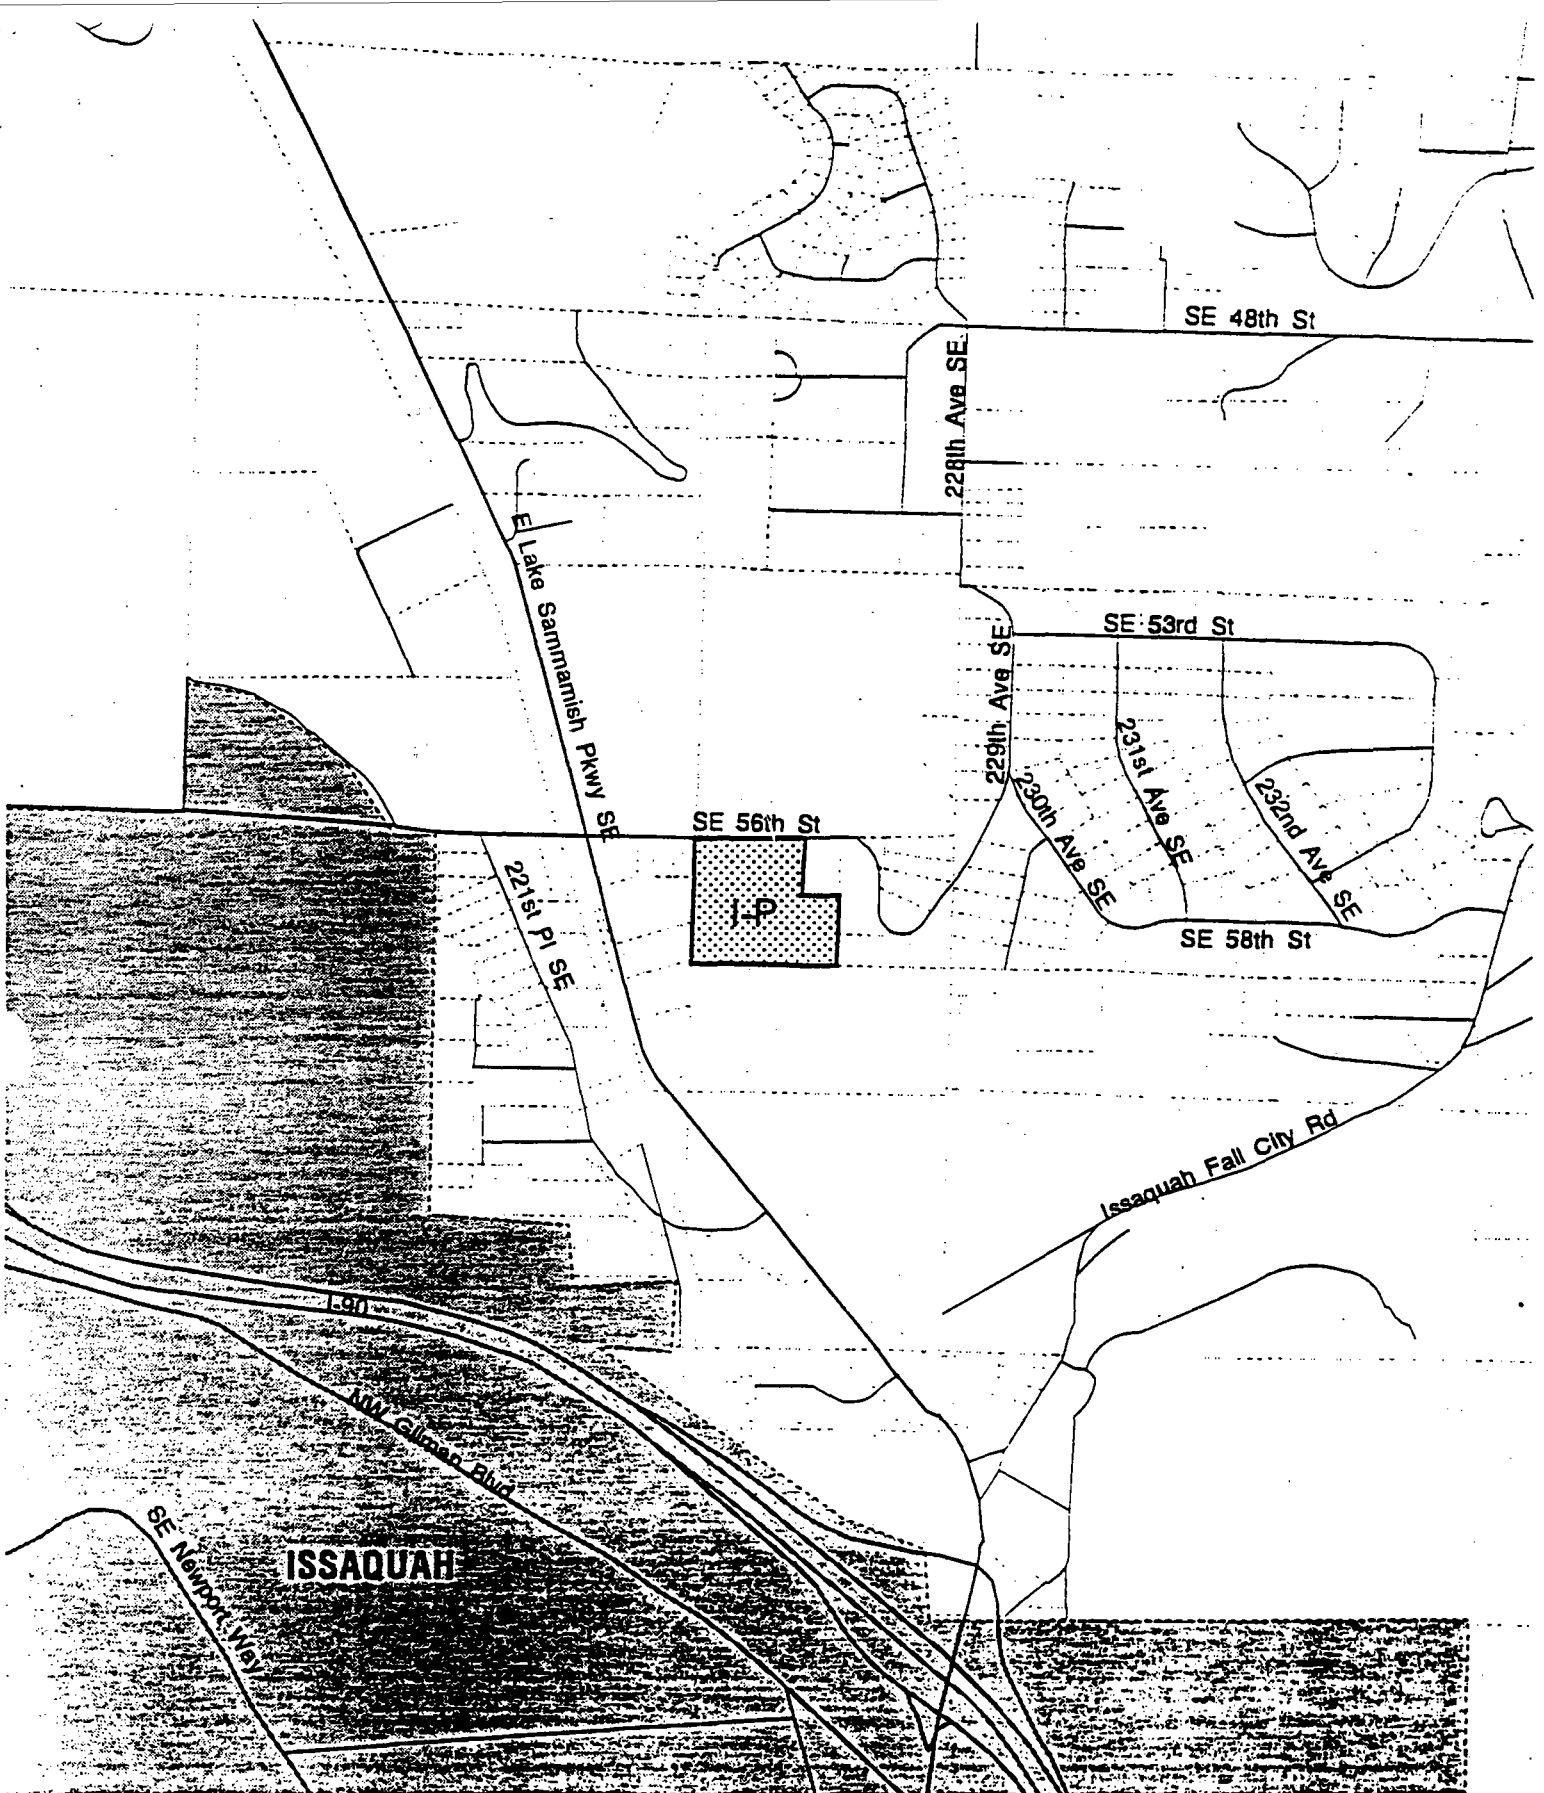 SE 48th St
228th Ave SE
E Lake Sammamish Pkwy SE
SE 53rd St
229th Ave SE
231st Ave SE
230th Ave SE
232nd Ave SE
SE 56th St
221st Pl SE
I-P
SE 58th St
Issaquah Fall City Rd
I-90
NW Gilman Blvd
SE Newport Way
ISSAQUAH